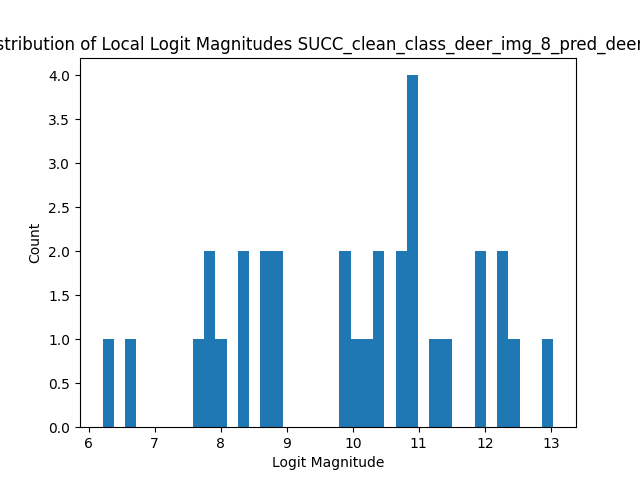 stribution of Local Logit Magnitudes SUCC_clean_class_deer_img_8_pred_deer
4.0
3.5
3.0
2.5
2.0
1.5
1.0
0.5
0.0
Count
6 7 8 9 10 11 12 13
Logit Magnitude